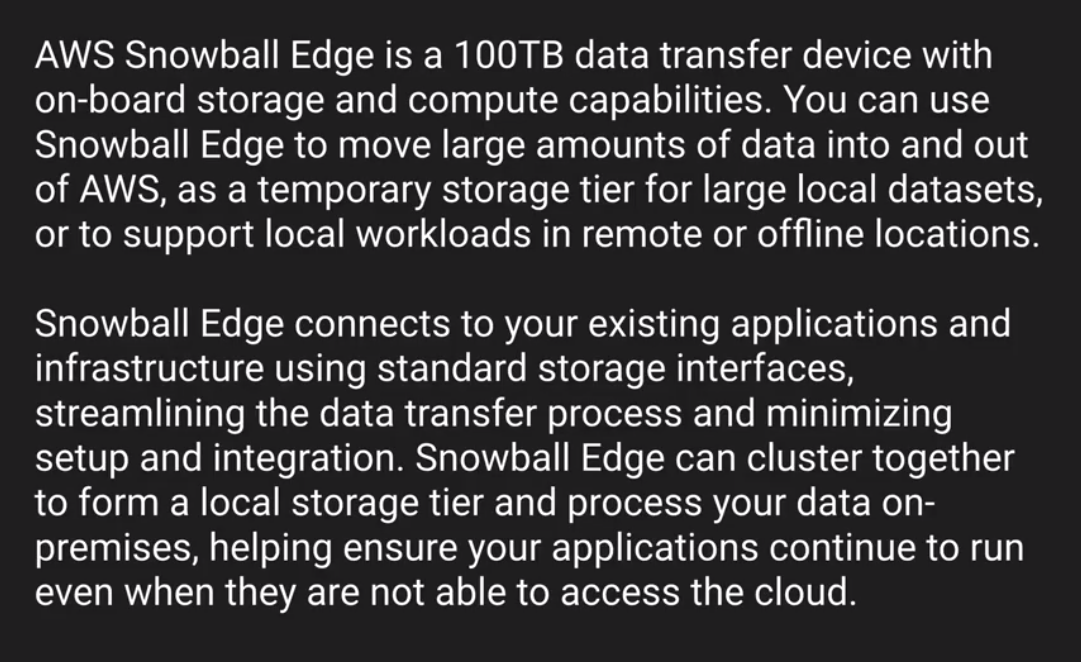 AWS Snowball Edge is a 100TB data transfer device with
on-board storage and compute capabilities. You can use
Snowball Edge to move large amounts of data into and out
of AWS, as a temporary storage tier for large local datasets,
or to support local workloads in remote or offline locations.
Snowball Edge connects to your existing applications and
infrastructure using standard storage interfaces,
streamlining the data transfer process and minimizing
setup and integration. Snowball Edge can cluster together
to form a local storage tier and process your data on-
premises, helping ensure your applications continue to run
even when they are not able to access the cloud.